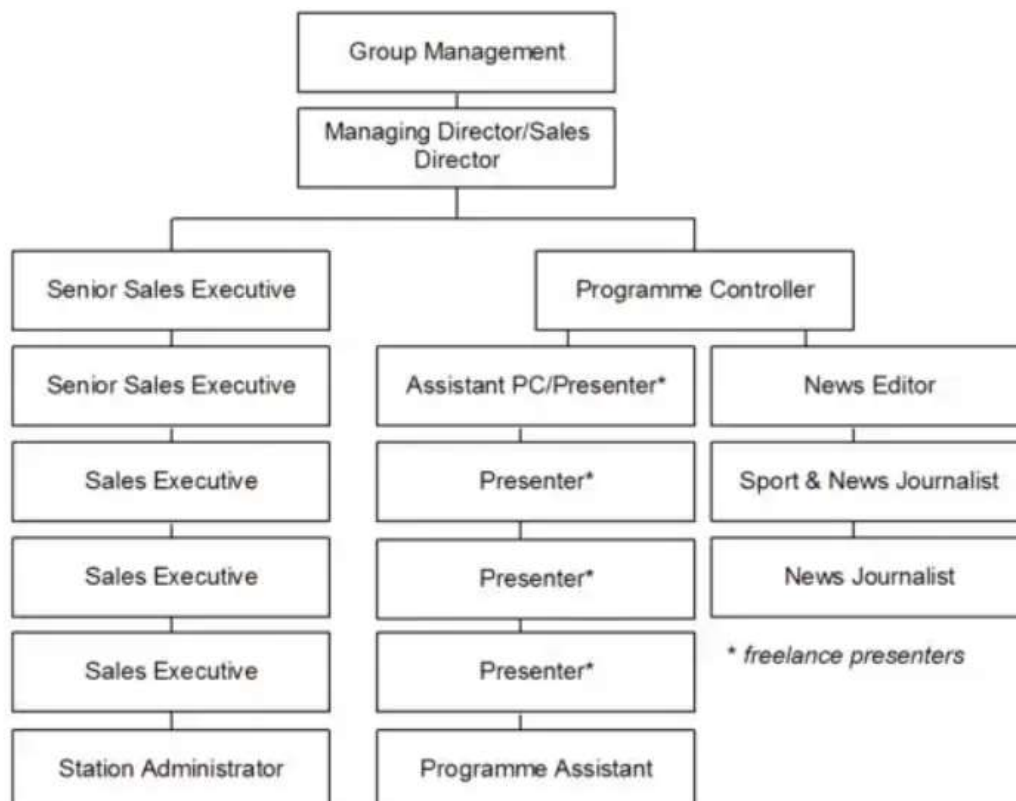 Group Management
Managing Director/Sales
Director
Senior Sales Executive
Programme Controller
Senior Sales Executive
Assistant PC/Presenter*
News Editor
Sales Executive
Presenter*
Sport & News Journalist
Sales Executive
Presenter*
News Journalist
Sales Executive
Presenter*
* freelance presenters
Station Administrator
Programme Assistant